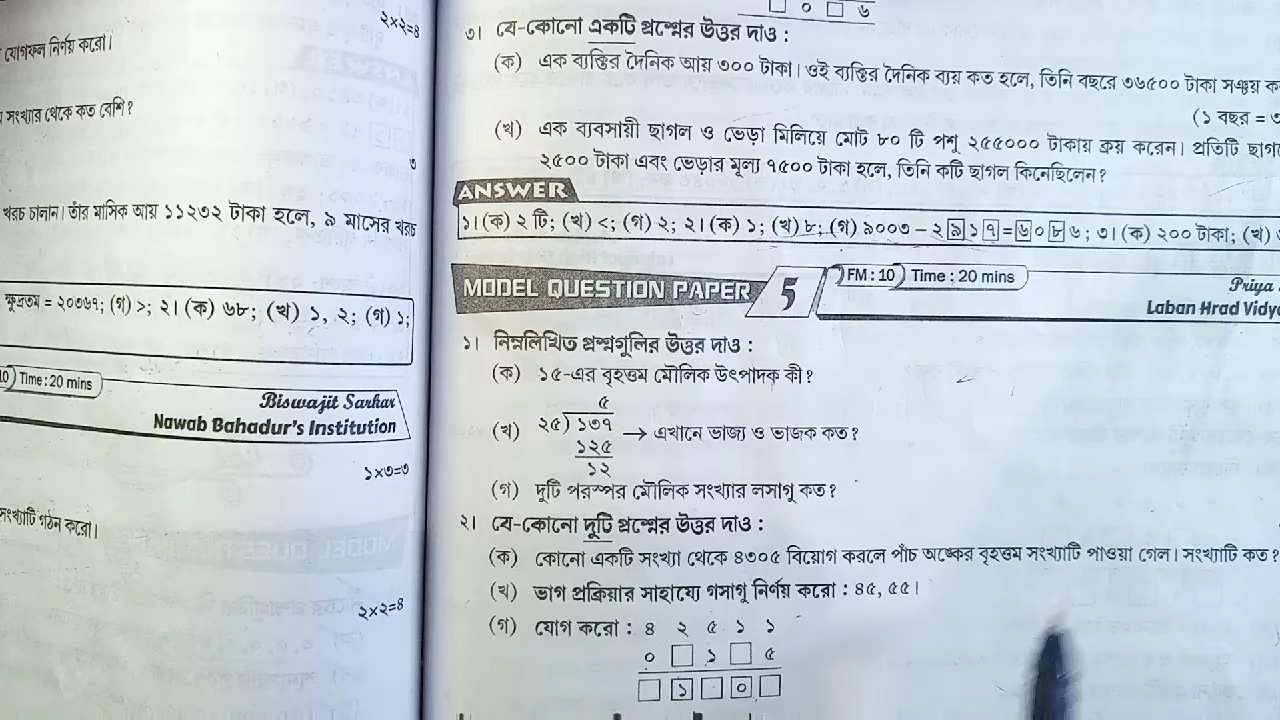 ২×২=৪
যোগফল নির্ণয় করো।
সংখ্যার থেকে কত বেশি?
৩
খরচ চালান। তাঁর মাসিক আয় ১১২৩২ টাকা হলে, ৯ মাসের খরচ
ক্ষুদ্রতম = ২০৩৬৭; (গ) >; ২। (ক) ৬৮; (খ) ১, ২; (গ) ১;
10 Time : 20 mins
Biswajit Sarkar
Nawab Bahadur's Institution
১×৩=৩
সংখ্যাটি গঠন করো।
২×২=৪
□ ০ □ ৬
৩। যে-কোনো একটি প্রশ্নের উত্তর দাও :
(ক) এক ব্যক্তির দৈনিক আয় ৩০০ টাকা। ওই ব্যক্তির দৈনিক ব্যয় কত হলে, তিনি বছরে ৩৬৫০০ টাকা সঞ্চয় ক
(১ বছর = ৩
(খ) এক ব্যবসায়ী ছাগল ও ভেড়া মিলিয়ে মোট ৮০ টি পশু ২৫৫০০০ টাকায় ক্রয় করেন। প্রতিটি ছাগ
২৫০০ টাকা এবং ভেড়ার মূল্য ৭৫০০ টাকা হলে, তিনি কটি ছাগল কিনেছিলেন?
ANSWER
১। (ক) ২ টি; (খ) <; (গ) ২; ২। (ক) ১; (খ) ৮; (গ) ৯০০৩ – ২৯১৭=৬০৮৬; ৩। (ক) ২০০ টাকা; (খ)
MODEL QUESTION PAPER 5 FM : 10 Time : 20 mins
Priya
Laban Hrad Vidy
১। নিম্নলিখিত প্রশ্নগুলির উত্তর দাও :
(ক) ১৫-এর বৃহত্তম মৌলিক উৎপাদক কী?
৫
(খ) ২৫) ১৩৭ → এখানে ভাজ্য ও ভাজক কত?
১২৫
১২
(গ) দুটি পরস্পর মৌলিক সংখ্যার লসাগু কত?
২। যে-কোনো দুটি প্রশ্নের উত্তর দাও :
(ক) কোনো একটি সংখ্যা থেকে ৪৩০৫ বিয়োগ করলে পাঁচ অঙ্কের বৃহত্তম সংখ্যাটি পাওয়া গেল। সংখ্যাটি কত?
(খ) ভাগ প্রক্রিয়ার সাহায্যে গসাগু নির্ণয় করো : ৪৫, ৫৫।
(গ) যোগ করো : ৪ ২ ৫ ১ ১
০ □ ১ □ ৫
□ ১ □ ০ □